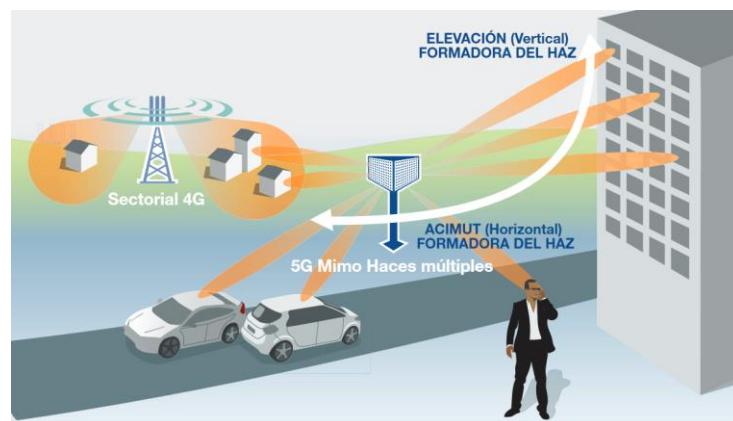 ELEVACIÓN (Vertical)
FORMADORA DEL HAZ
Sectorial 4G
ACIMUT (Horizontal)
FORMADORA DEL HAZ
5G Mimo Haces múltiples